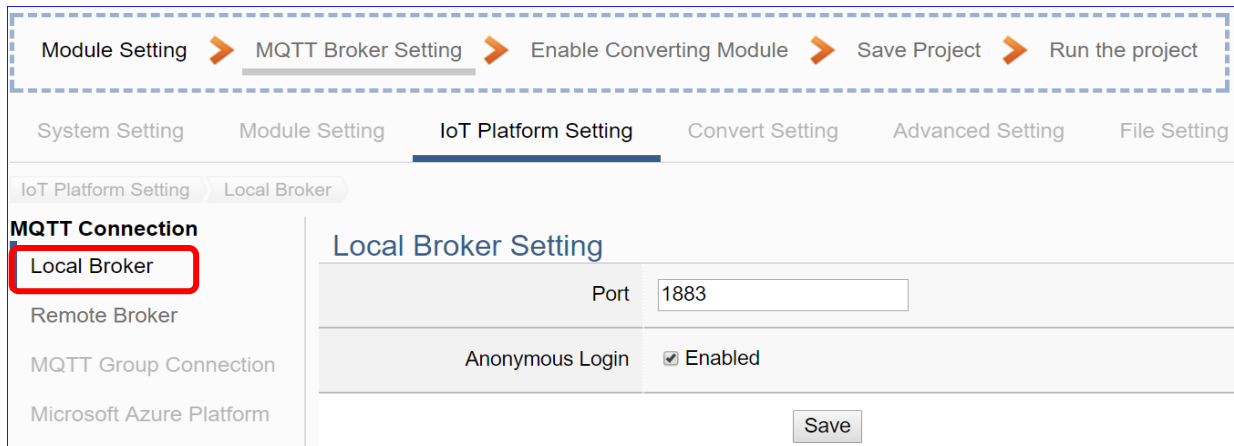 Module Setting MQTT Broker Setting Enable Converting Module Save Project Run the project
System Setting Module Setting IoT Platform Setting Convert Setting Advanced Setting File Setting
IoT Platform Setting Local Broker
MQTT Connection
Local Broker
Remote Broker
MQTT Group Connection
Microsoft Azure Platform
Local Broker Setting
Port 1883
Anonymous Login Enabled
Save